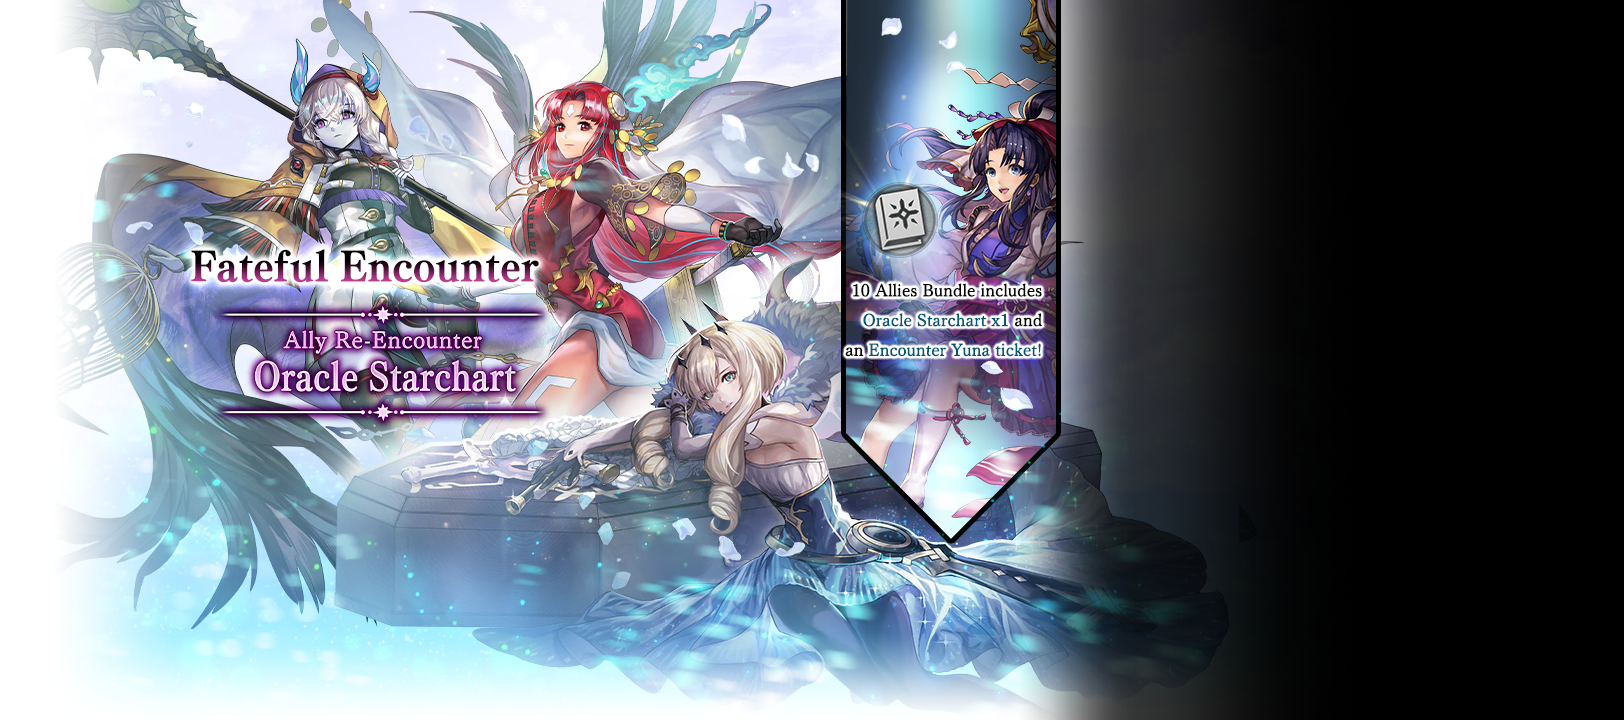 Fateful Encounter
Ally Re-Encounter
Oracle Starchart
10 Allies Bundle includes
Oracle Starchart x1 and
an Encounter Yuna ticket!